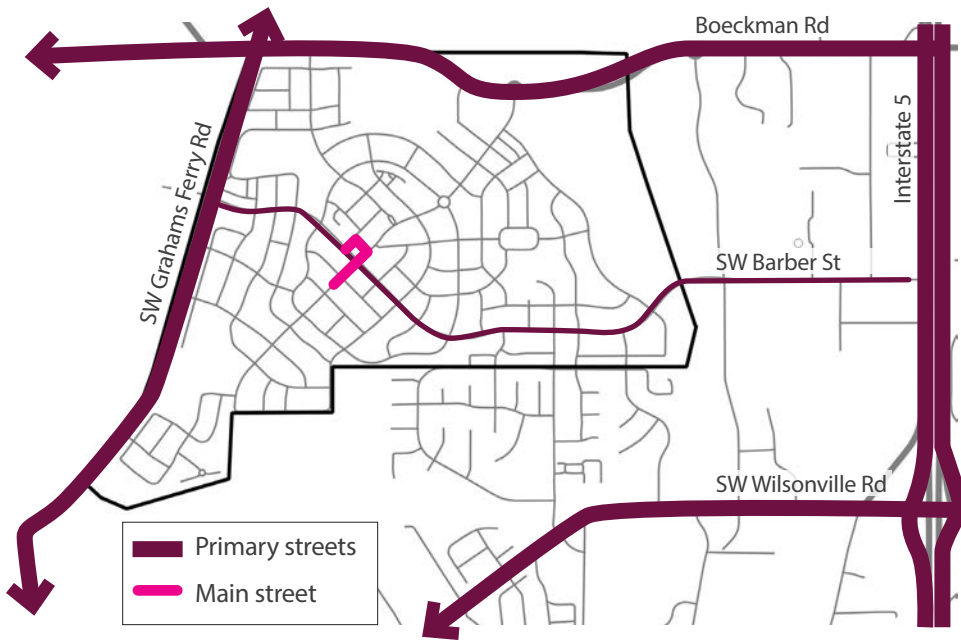 Boeckman Rd
Interstate 5
SW Grahams Ferry Rd
SW Barber St
SW Wilsonville Rd
Primary streets
Main street